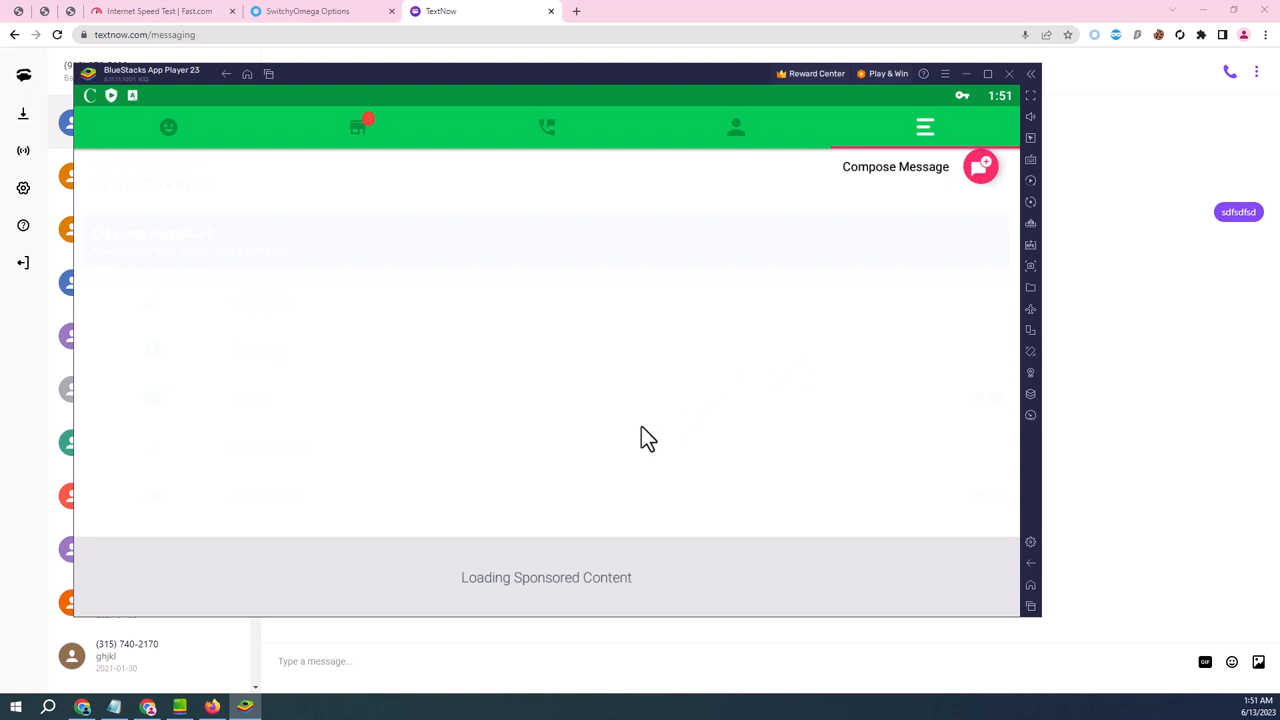 Internet Speed Test | Fast.com
SwitchyOmega Options
TextNow
textnow.com/messaging
BlueStacks App Player 23
Reward Center
Play & Win
1:51
Compose Message
sdfsdfsd
Loading Sponsored Content
(315) 740-2170
ghjkl
2021-01-30
Type a message...
GIF
1:51 AM
6/13/2023